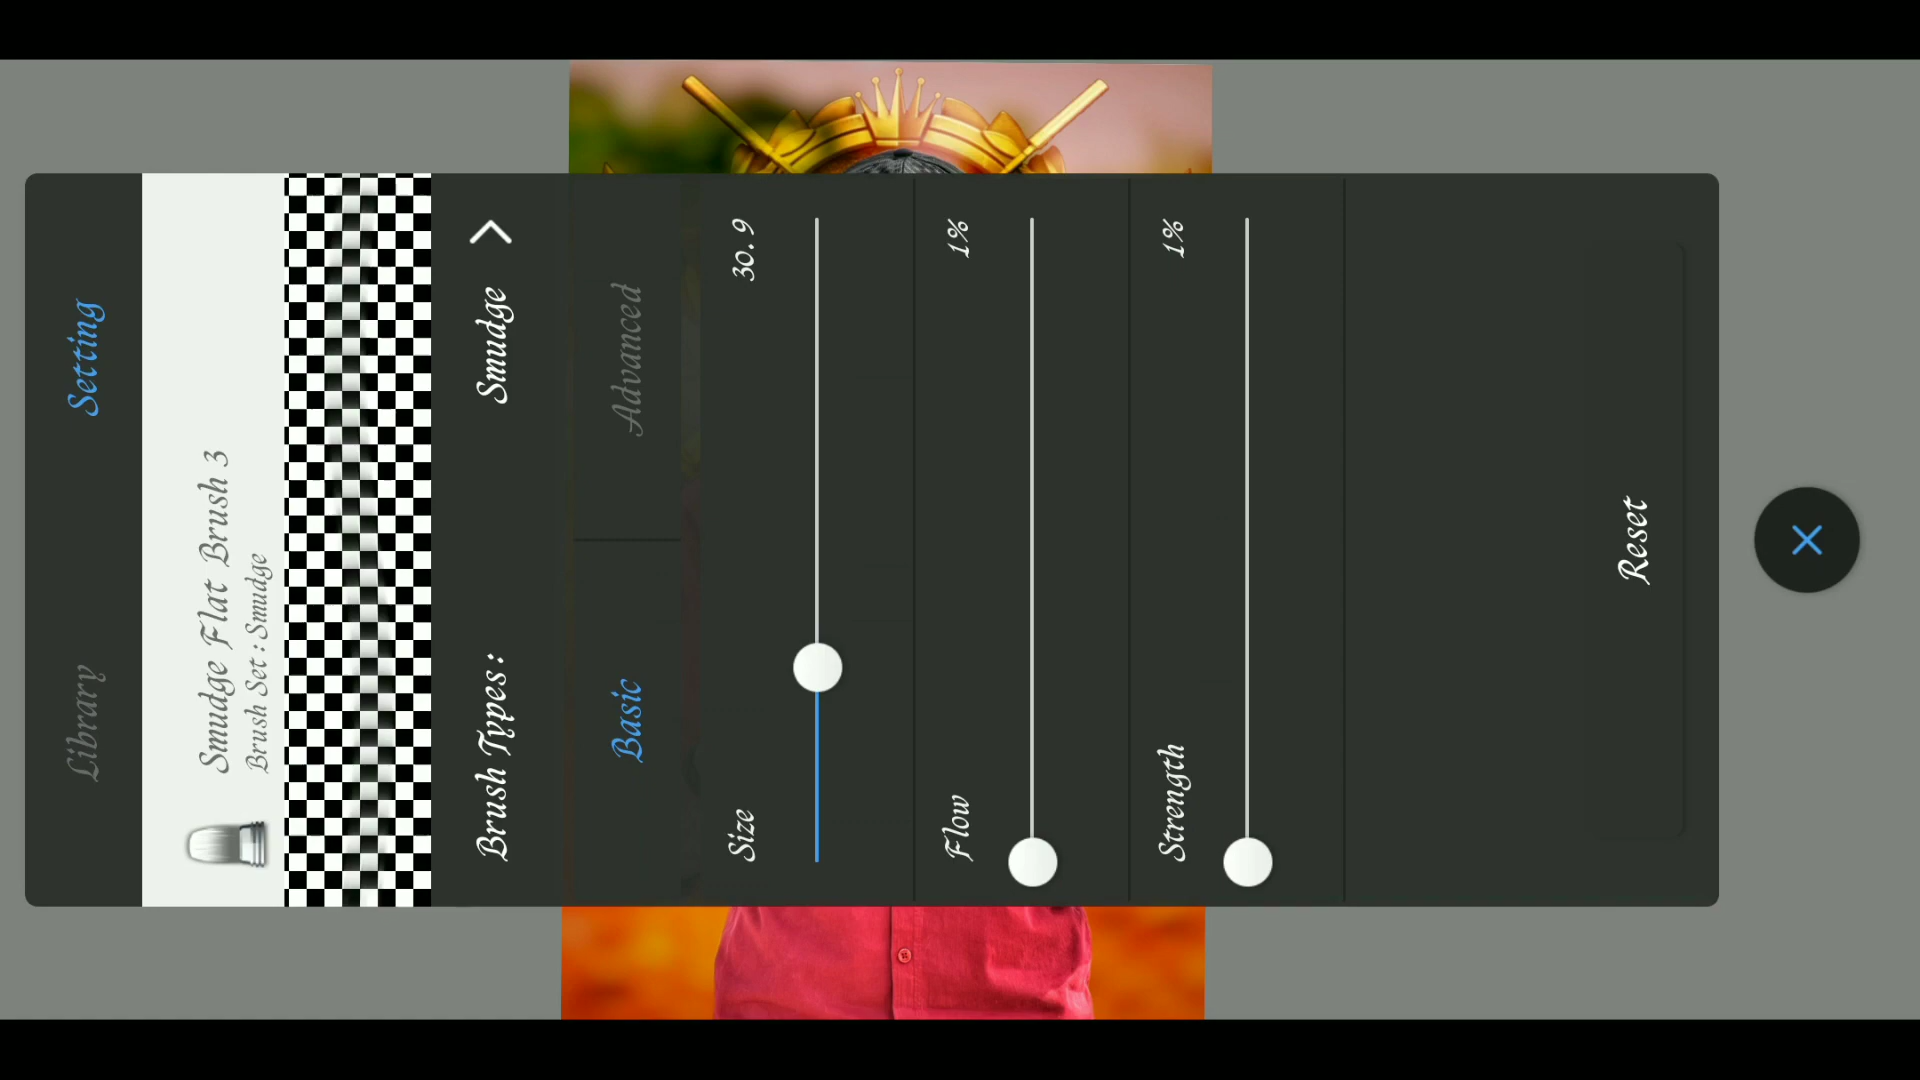 Library Setting
Smudge Flat Brush 3
Brush Set : Smudge
Brush Types : Smudge
Basic Advanced
Size 30.9
Flow 1%
Strength 1%
Reset